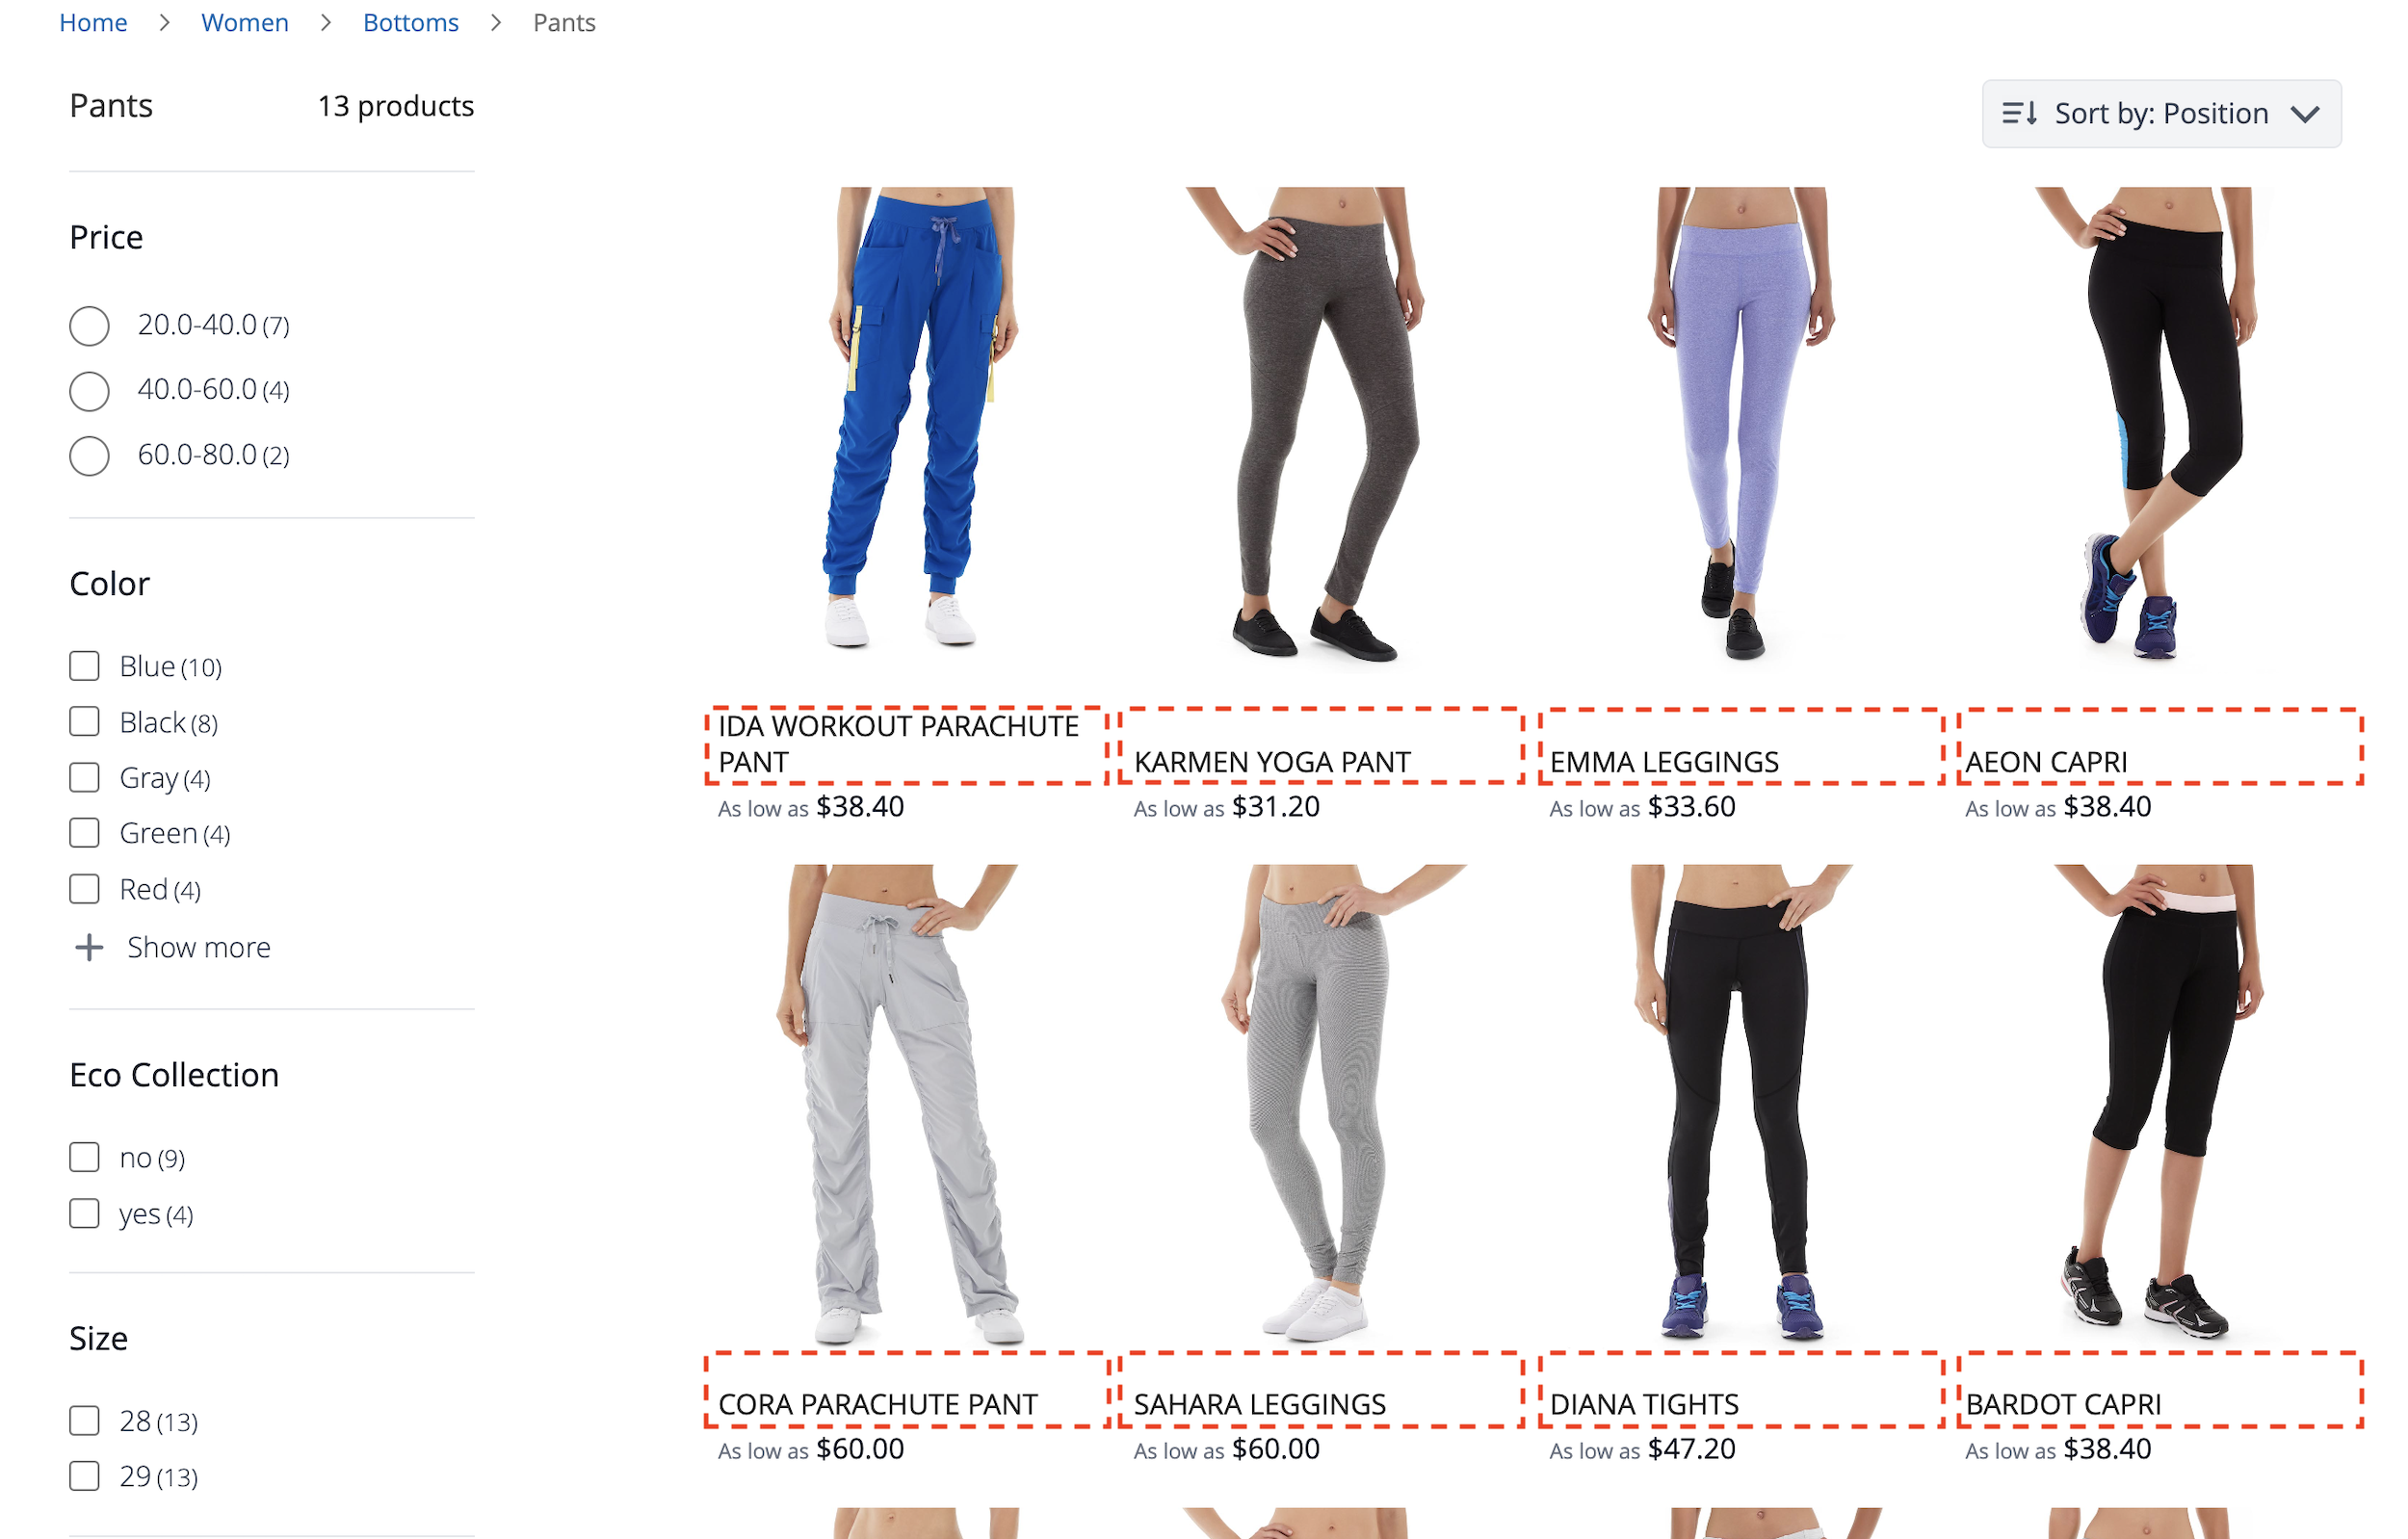 Home > Women > Bottoms > Pants
Pants 13 products
Sort by: Position
Price
20.0-40.0 (7)
40.0-60.0 (4)
60.0-80.0 (2)
Color
Blue (10)
Black (8)
Gray (4)
Green (4)
Red (4)
+ Show more
Eco Collection
no (9)
yes (4)
Size
28 (13)
29 (13)
IDA WORKOUT PARACHUTE
PANT
As low as $38.40
KARMEN YOGA PANT
As low as $31.20
EMMA LEGGINGS
As low as $33.60
AEON CAPRI
As low as $38.40
CORA PARACHUTE PANT
As low as $60.00
SAHARA LEGGINGS
As low as $60.00
DIANA TIGHTS
As low as $47.20
BARDOT CAPRI
As low as $38.40